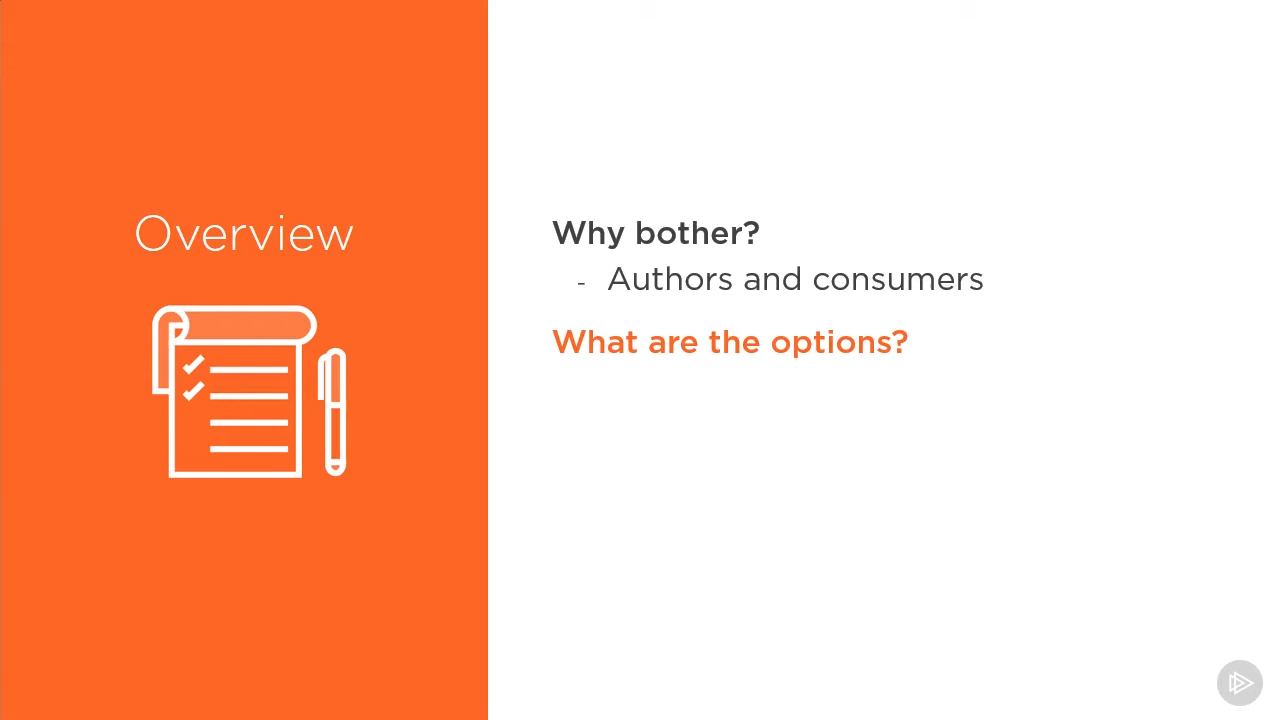 Overview
Why bother?
- Authors and consumers
What are the options?